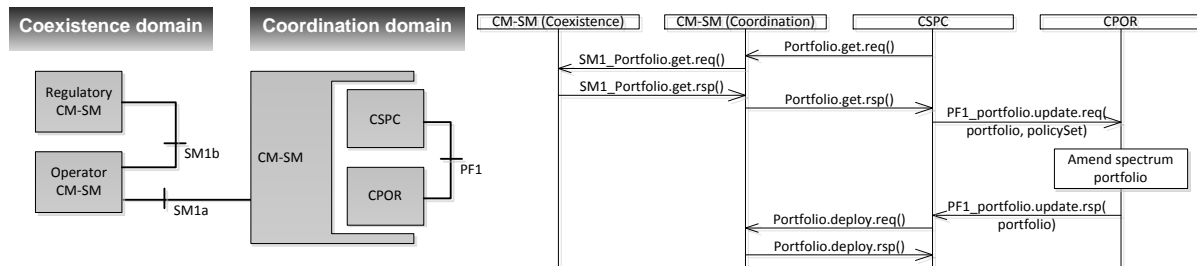 Coexistence domain
Coordination domain
Regulatory
CM-SM
Operator
CM-SM
SM1b
SM1a
CM-SM
CSPC
CPOR
PF1
CM-SM (Coexistence)
CM-SM (Coordination)
CSPC
CPOR
Portfolio.get.req()
SM1_Portfolio.get.req()
SM1_Portfolio.get.rsp()
Portfolio.get.rsp()
PF1_portfolio.update.req(
portfolio, policySet)
Amend spectrum
portfolio
PF1_portfolio.update.rsp(
portfolio)
Portfolio.deploy.req()
Portfolio.deploy.rsp()